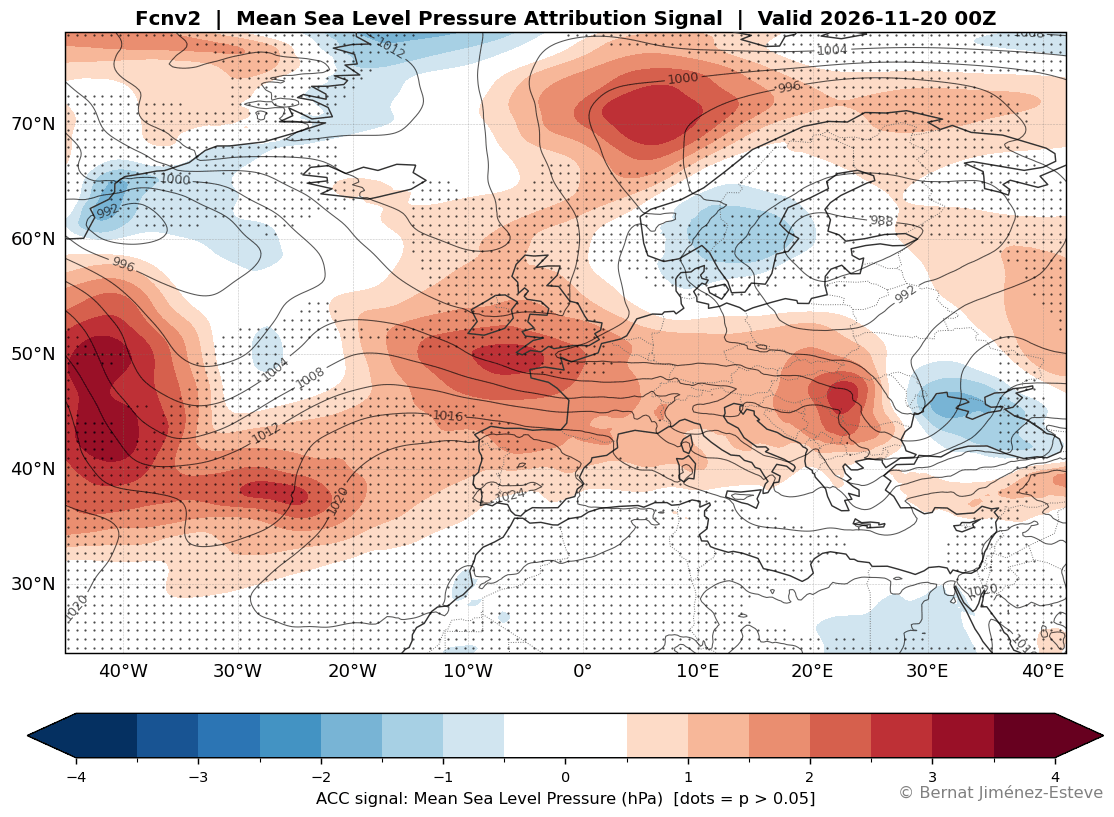 Fcnv2 | Mean Sea Level Pressure Attribution Signal | Valid 2026-11-20 00Z
1012
1004
1008
1000
996
70°N
1000
992
988
60°N
996
992
50°N
1004
1008
1016
1012
40°N
1024
1020
30°N
1020
1020
1016
40°W 30°W 20°W 10°W 0° 10°E 20°E 30°E 40°E
−4 −3 −2 −1 0 1 2 3 4
ACC signal: Mean Sea Level Pressure (hPa) [dots = p > 0.05]
© Bernat Jiménez-Esteve